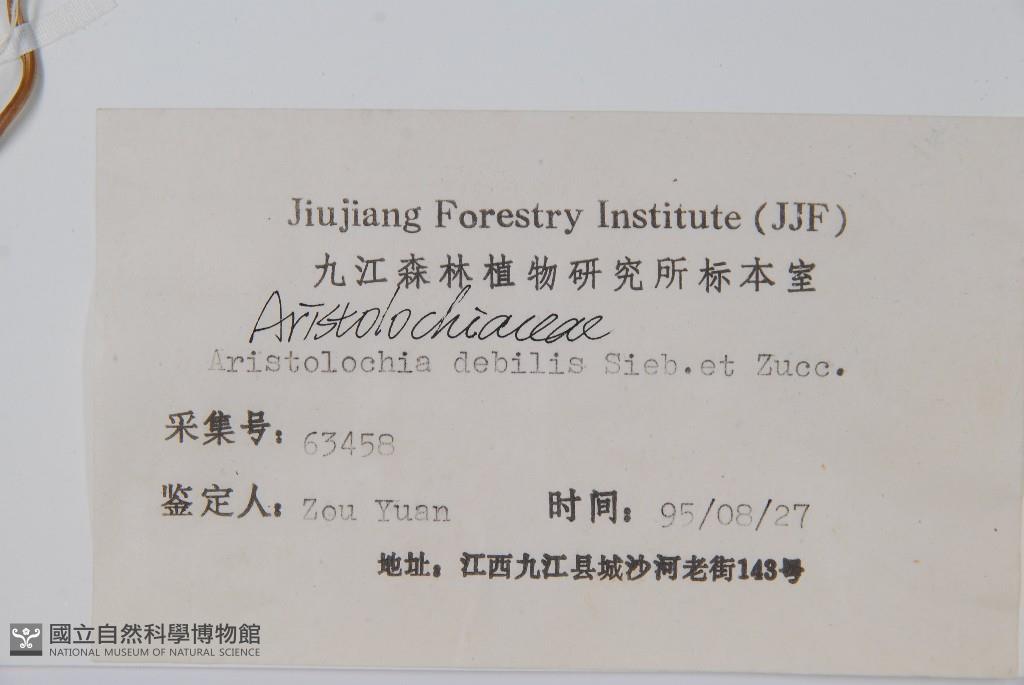 Jiujiang Forestry Institute (JJF)
九江森林植物研究所标本室
Aristolochiaceae
Aristolochia debilis Sieb.et Zucc.
采集号：63458
鉴定人：Zou Yuan 时间：95/08/27
地址：江西九江县城沙河老街143号
國立自然科學博物館
NATIONAL MUSEUM OF NATURAL SCIENCE